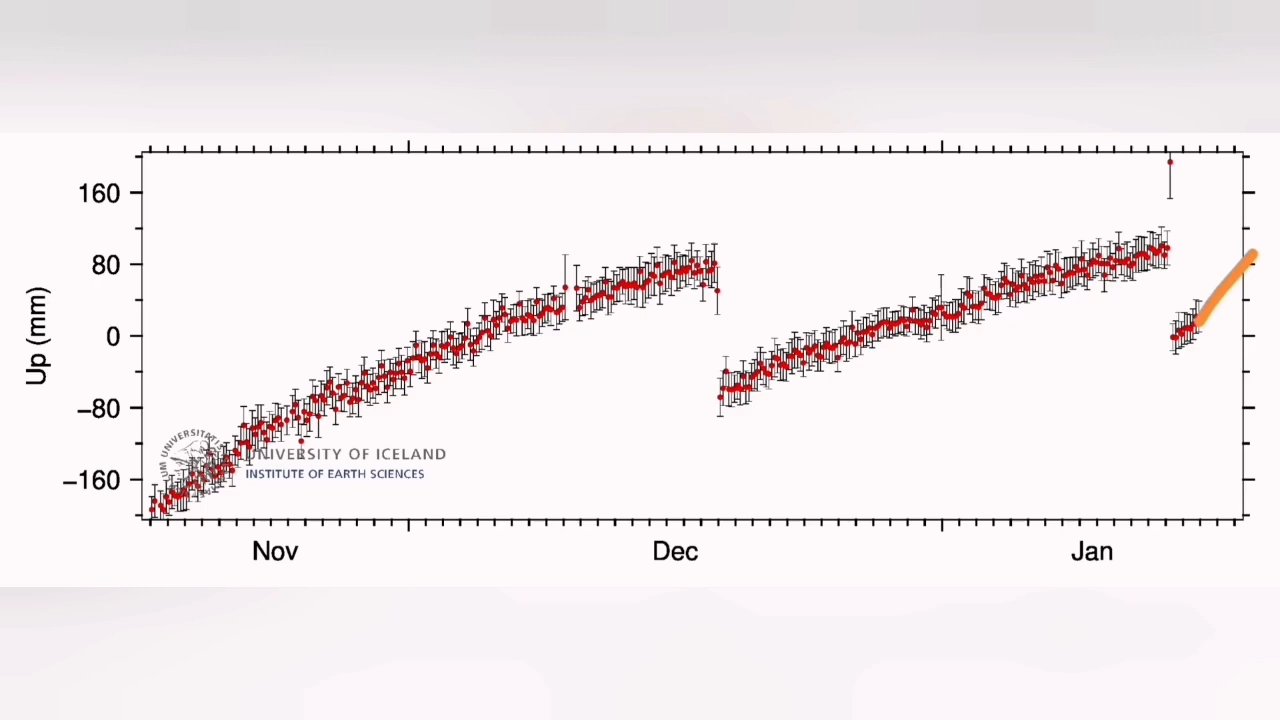 160
80
0
−80
−160
Up (mm)
UNIVERSITY OF ICELAND
INSTITUTE OF EARTH SCIENCES
Nov
Dec
Jan